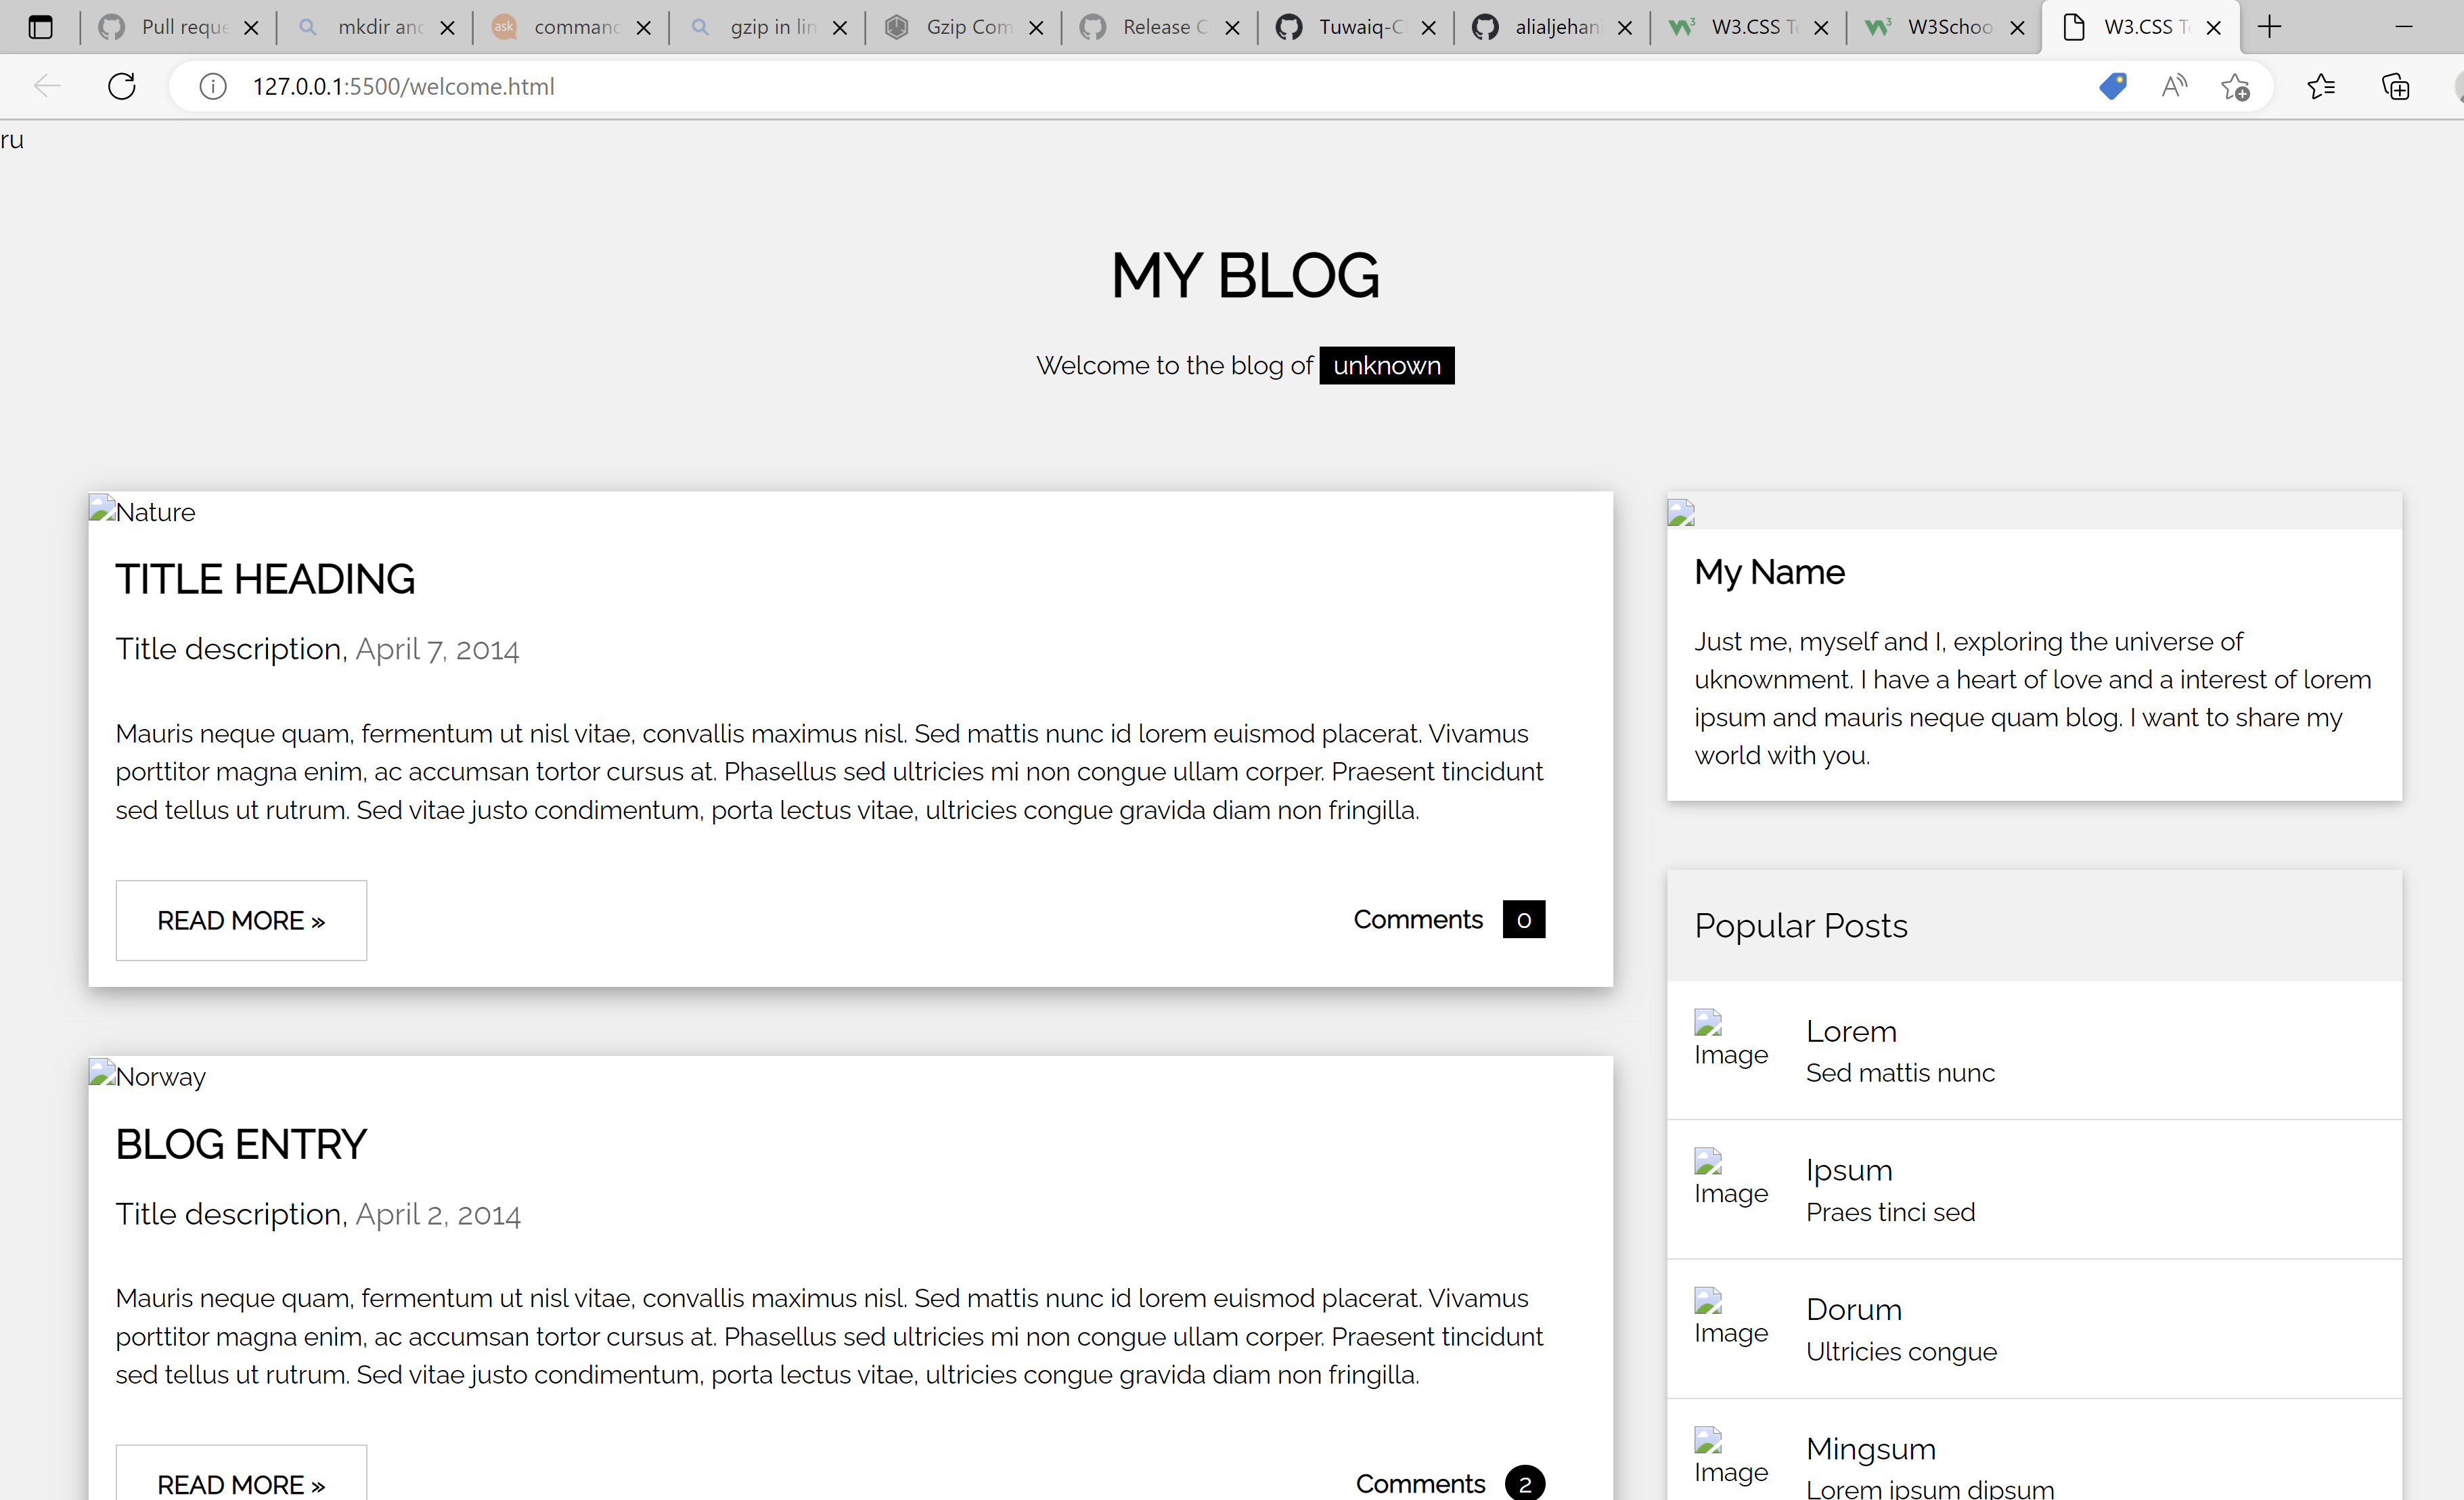 Pull reque
mkdir and
ask
command
gzip in lin
Gzip Com
Release C
Tuwaiq-C
alialjehan
W3.CSS Te
W3Schoo
W3.CSS Te
127.0.0.1:5500/welcome.html
ru
MY BLOG
Welcome to the blog of unknown
Nature
TITLE HEADING
Title description, April 7, 2014
Mauris neque quam, fermentum ut nisl vitae, convallis maximus nisl. Sed mattis nunc id lorem euismod placerat. Vivamus
porttitor magna enim, ac accumsan tortor cursus at. Phasellus sed ultricies mi non congue ullam corper. Praesent tincidunt
sed tellus ut rutrum. Sed vitae justo condimentum, porta lectus vitae, ultricies congue gravida diam non fringilla.
READ MORE »
Comments 0
Norway
BLOG ENTRY
Title description, April 2, 2014
Mauris neque quam, fermentum ut nisl vitae, convallis maximus nisl. Sed mattis nunc id lorem euismod placerat. Vivamus
porttitor magna enim, ac accumsan tortor cursus at. Phasellus sed ultricies mi non congue ullam corper. Praesent tincidunt
sed tellus ut rutrum. Sed vitae justo condimentum, porta lectus vitae, ultricies congue gravida diam non fringilla.
READ MORE »
Comments 2
My Name
Just me, myself and I, exploring the universe of
uknownment. I have a heart of love and a interest of lorem
ipsum and mauris neque quam blog. I want to share my
world with you.
Popular Posts
Image
Lorem
Sed mattis nunc
Image
Ipsum
Praes tinci sed
Image
Dorum
Ultricies congue
Image
Mingsum
Lorem ipsum dipsum